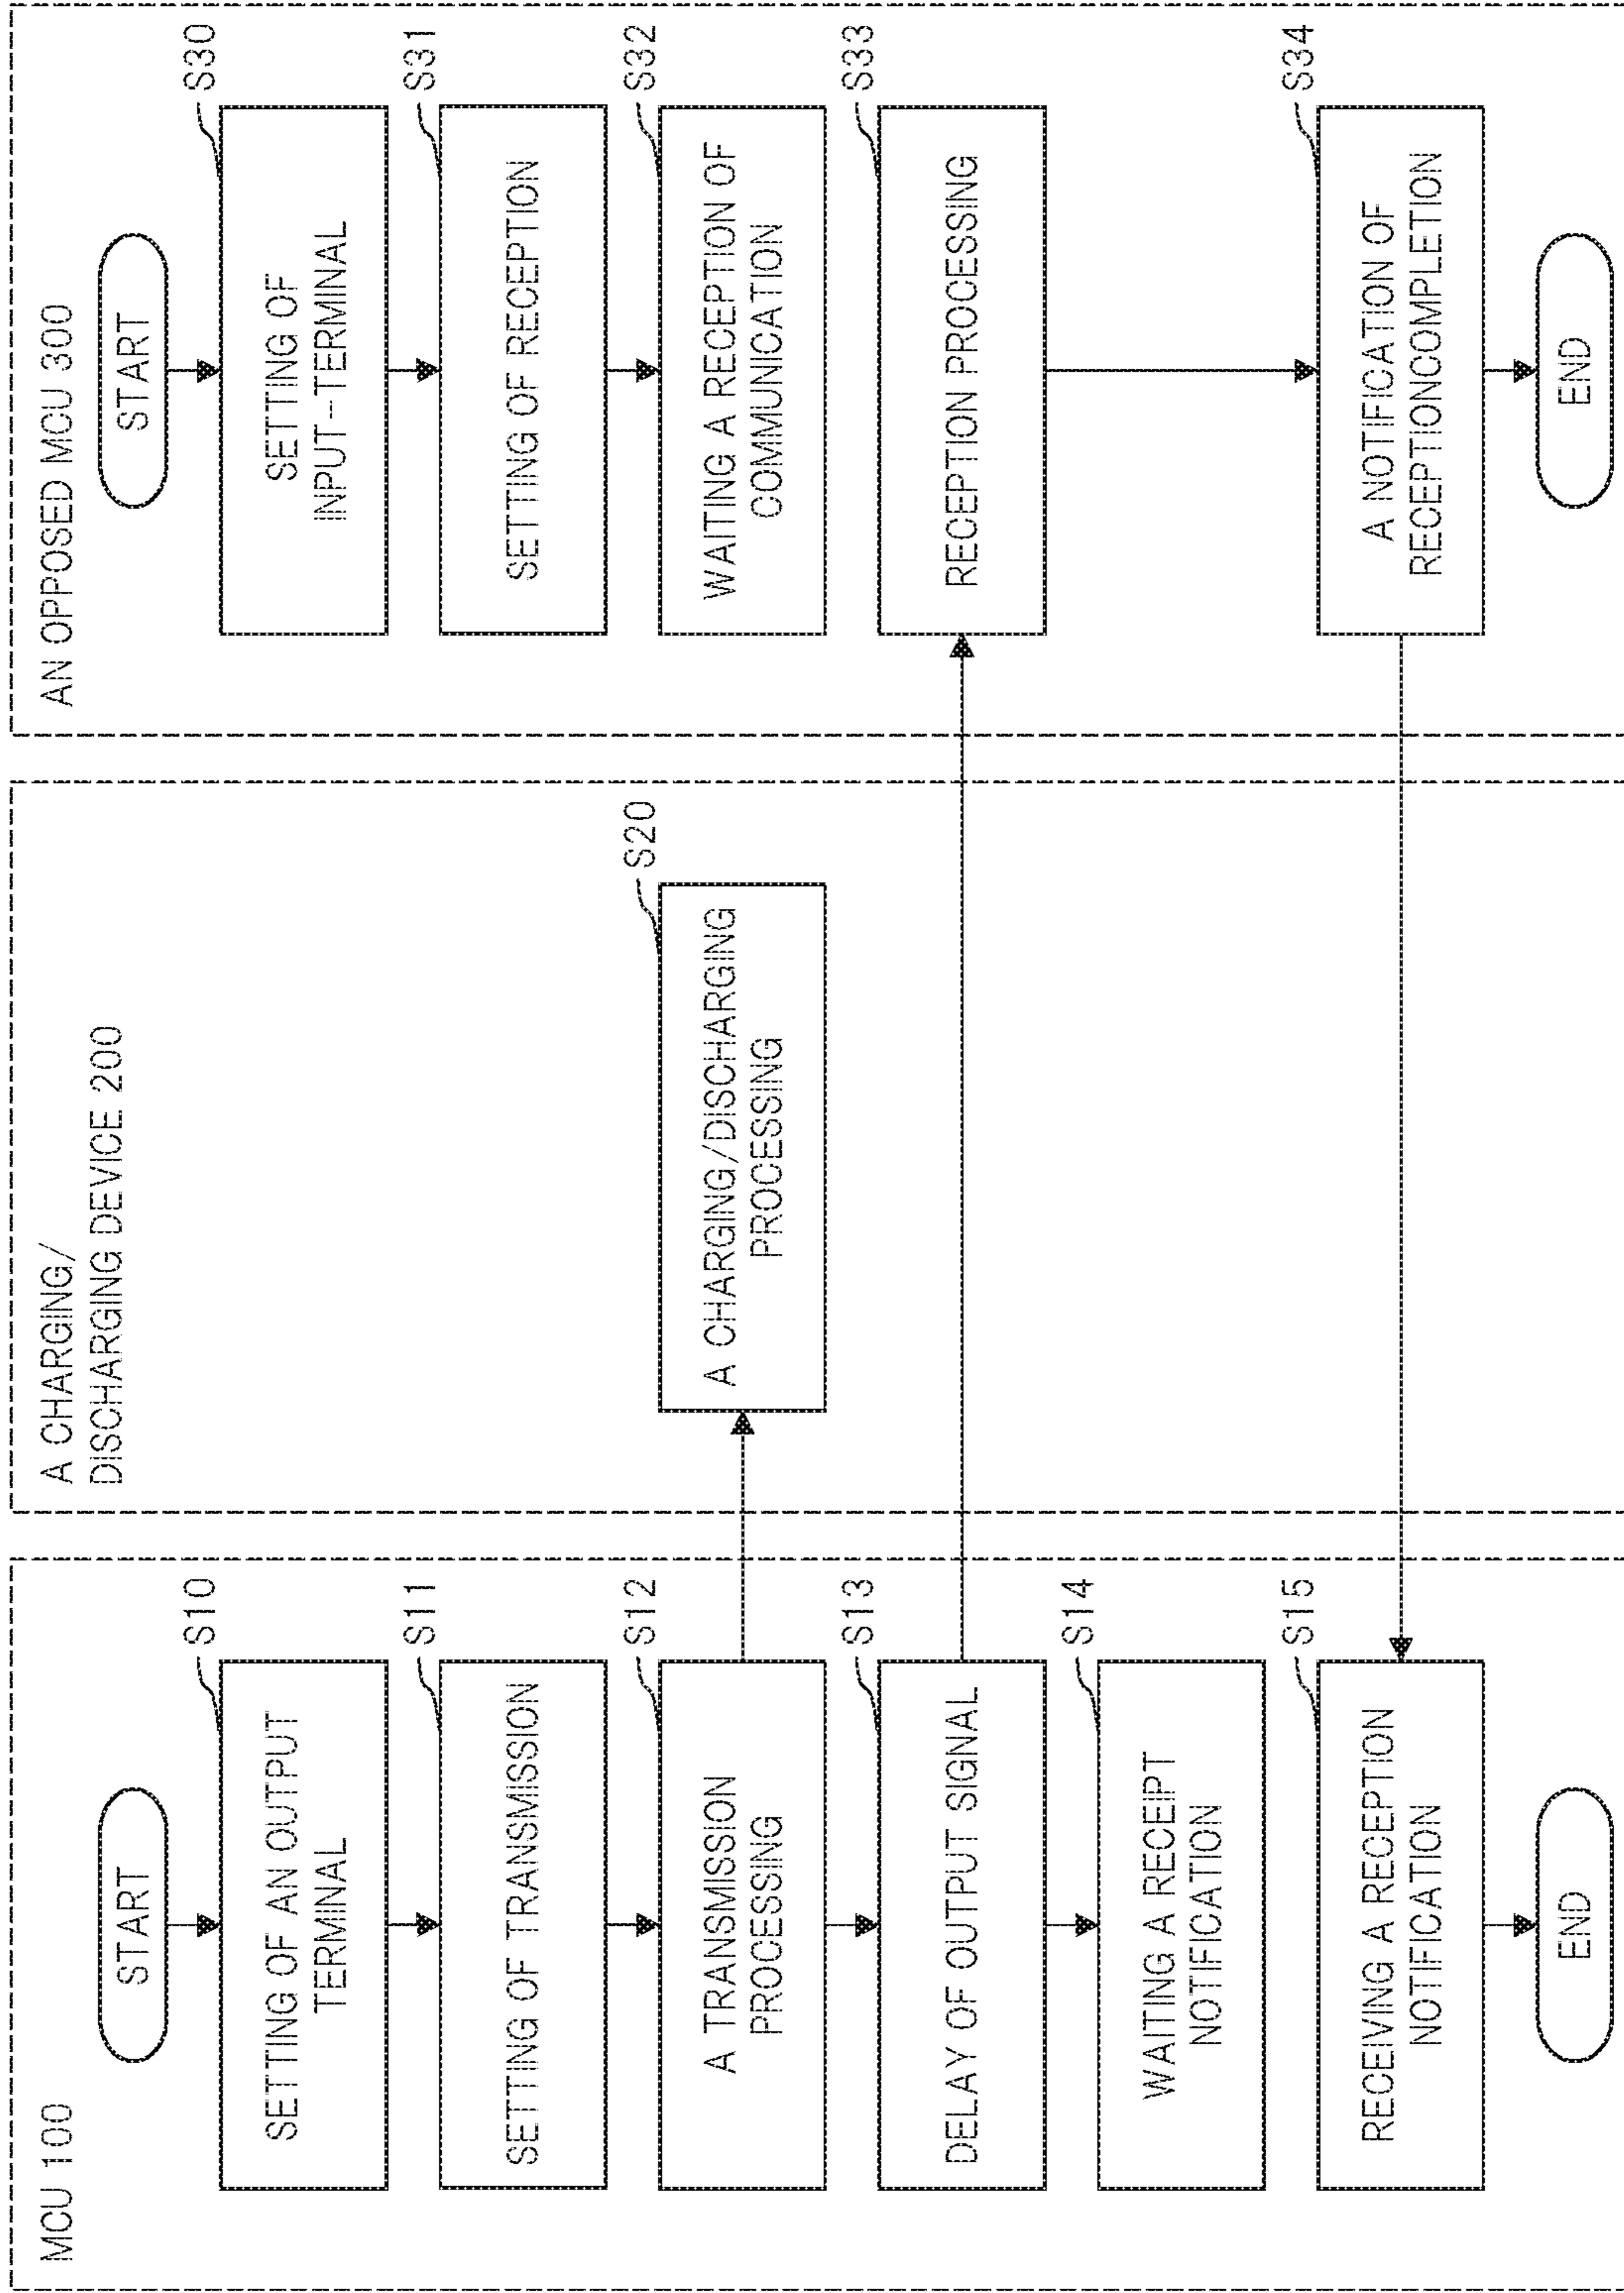 MCU 100
START
S10
SETTING OF AN OUTPUT
TERMINAL
S11
SETTING OF TRANSMISSION
S12
A TRANSMISSION
PROCESSING
S13
DELAY OF OUTPUT SIGNAL
S14
WAITING A RECEIPT
NOTIFICATION
S15
RECEIVING A RECEPTION
NOTIFICATION
END
A CHARGING/
DISCHARGING DEVICE 200
S20
A CHARGING/DISCHARGING
PROCESSING
AN OPPOSED MCU 300
START
S30
SETTING OF
INPUT-TERMINAL
S31
SETTING OF RECEPTION
S32
WAITING A RECEPTION OF
COMMUNICATION
S33
RECEPTION PROCESSING
S34
A NOTIFICATION OF
RECEPTIONCOMPLETION
END